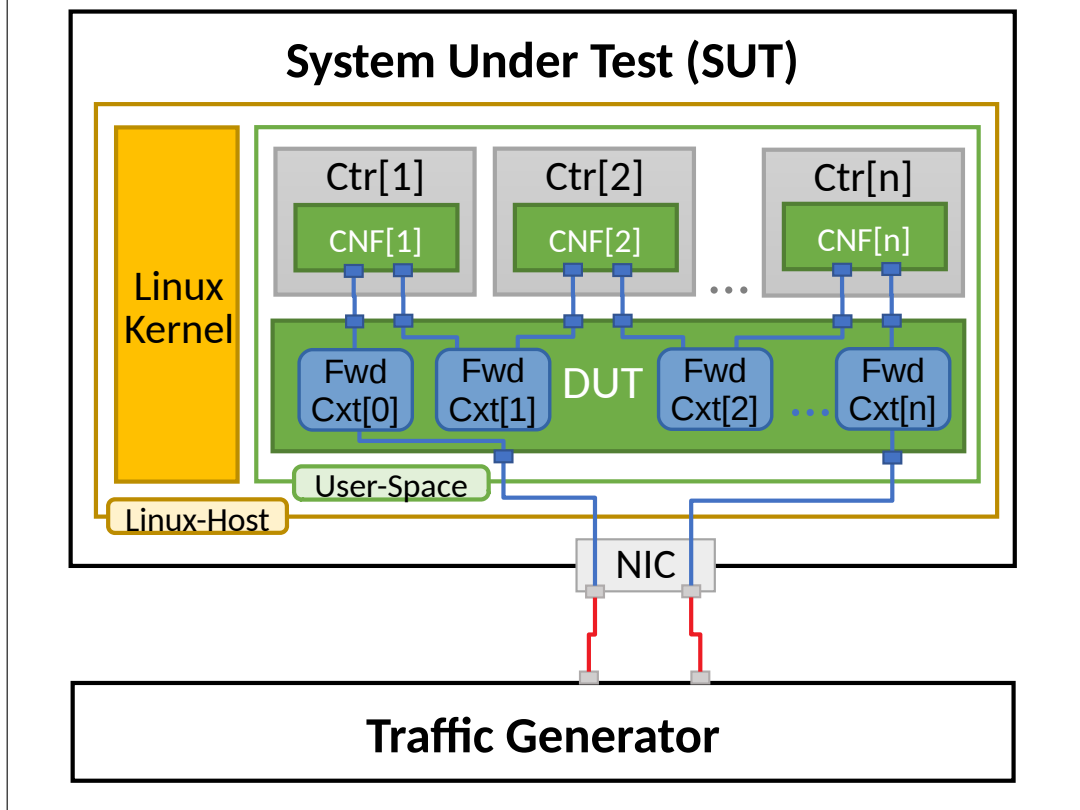 System Under Test (SUT)
Ctr[1]
Ctr[2]
Ctr[n]
CNF[1]
CNF[2]
CNF[n]
...
Linux
Kernel
Fwd
Cxt[0]
Fwd
Cxt[1]
DUT
Fwd
Cxt[2]
...
Fwd
Cxt[n]
User-Space
Linux-Host
NIC
Traffic Generator